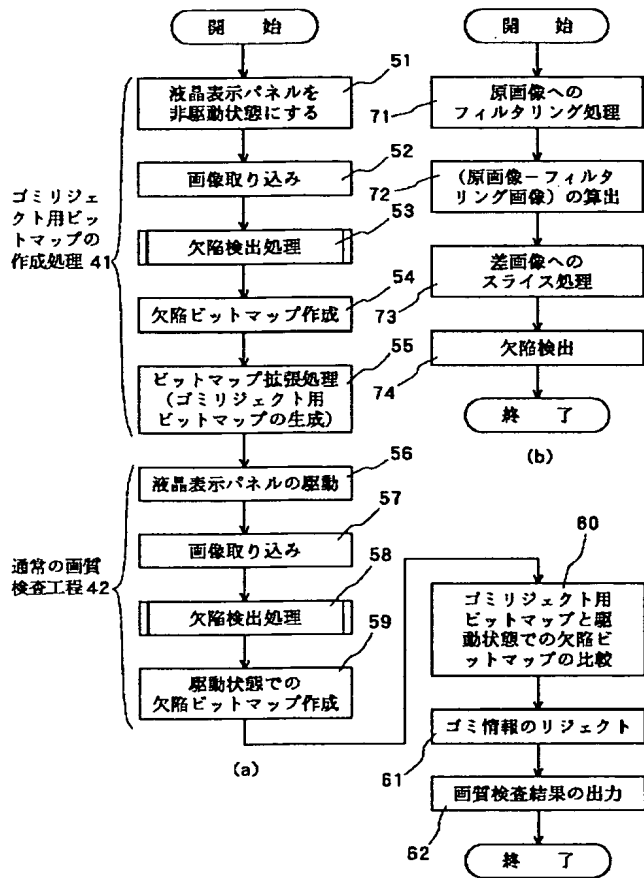 開　始
51
液晶表示パネルを
非駆動状態にする
52
画像取り込み
53
欠陥検出処理
54
欠陥ビットマップ作成
55
ビットマップ拡張処理
(ゴミリジェクト用
ビットマップの生成)
ゴミリジェ
クト用ビッ
トマップの
作成処理 41
56
液晶表示パネルの駆動
57
画像取り込み
58
欠陥検出処理
59
駆動状態での
欠陥ビットマップ作成
通常の画質
検査工程 42
(a)
60
ゴミリジェクト用
ビットマップと駆
動状態での欠陥ビ
ットマップの比較
ゴミ情報のリジェクト
61
画質検査結果の出力
62
終　了
開　始
原画像への
フィルタリング処理
71
(原画像－フィルタ
リング画像)の算出
72
差画像への
スライス処理
73
欠陥検出
74
終　了
(b)